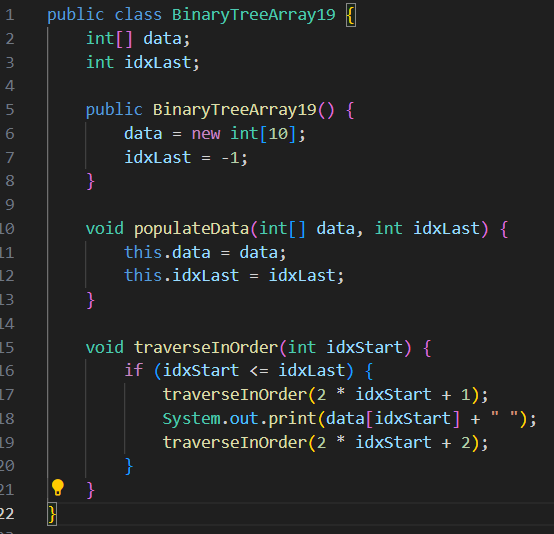 1 public class BinaryTreeArray19 {
2 int[] data;
3 int idxLast;
4
5 public BinaryTreeArray19() {
6 data = new int[10];
7 idxLast = -1;
8 }
9
10 void populateData(int[] data, int idxLast) {
11 this.data = data;
12 this.idxLast = idxLast;
13 }
14
15 void traverseInOrder(int idxStart) {
16 if (idxStart <= idxLast) {
17 traverseInOrder(2 * idxStart + 1);
18 System.out.print(data[idxStart] + " ");
19 traverseInOrder(2 * idxStart + 2);
20 }
21 }
22 }